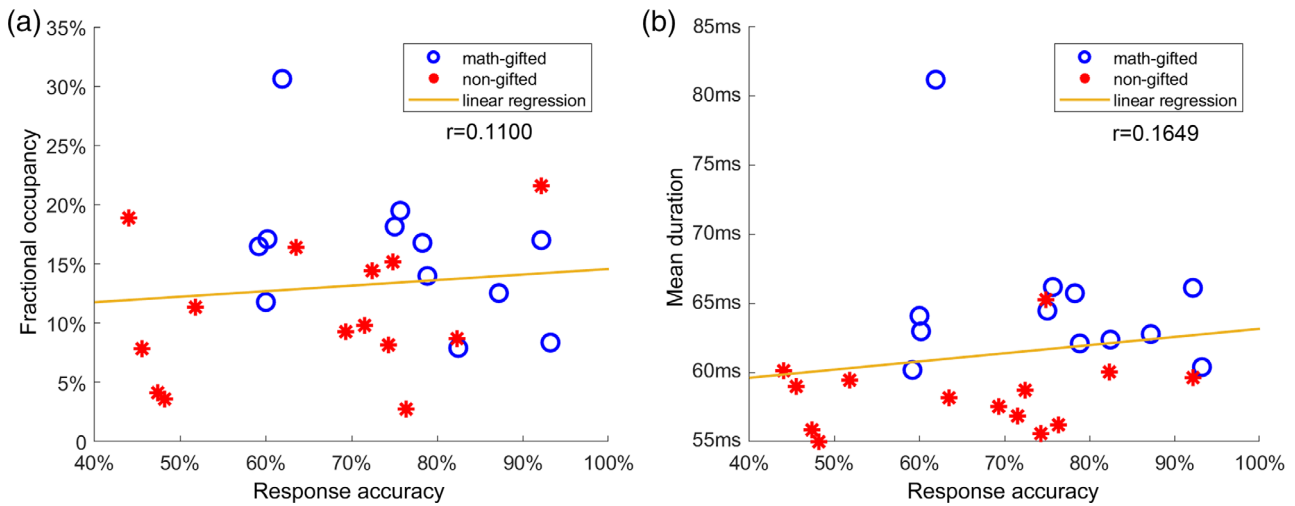 (a)
35%
30%
25%
20%
15%
10%
5%
0
40% 50% 60% 70% 80% 90% 100%
Fractional occupancy
Response accuracy
math-gifted
non-gifted
linear regression
r=0.1100
(b)
85ms
80ms
75ms
70ms
65ms
60ms
55ms
40% 50% 60% 70% 80% 90% 100%
Mean duration
Response accuracy
math-gifted
non-gifted
linear regression
r=0.1649